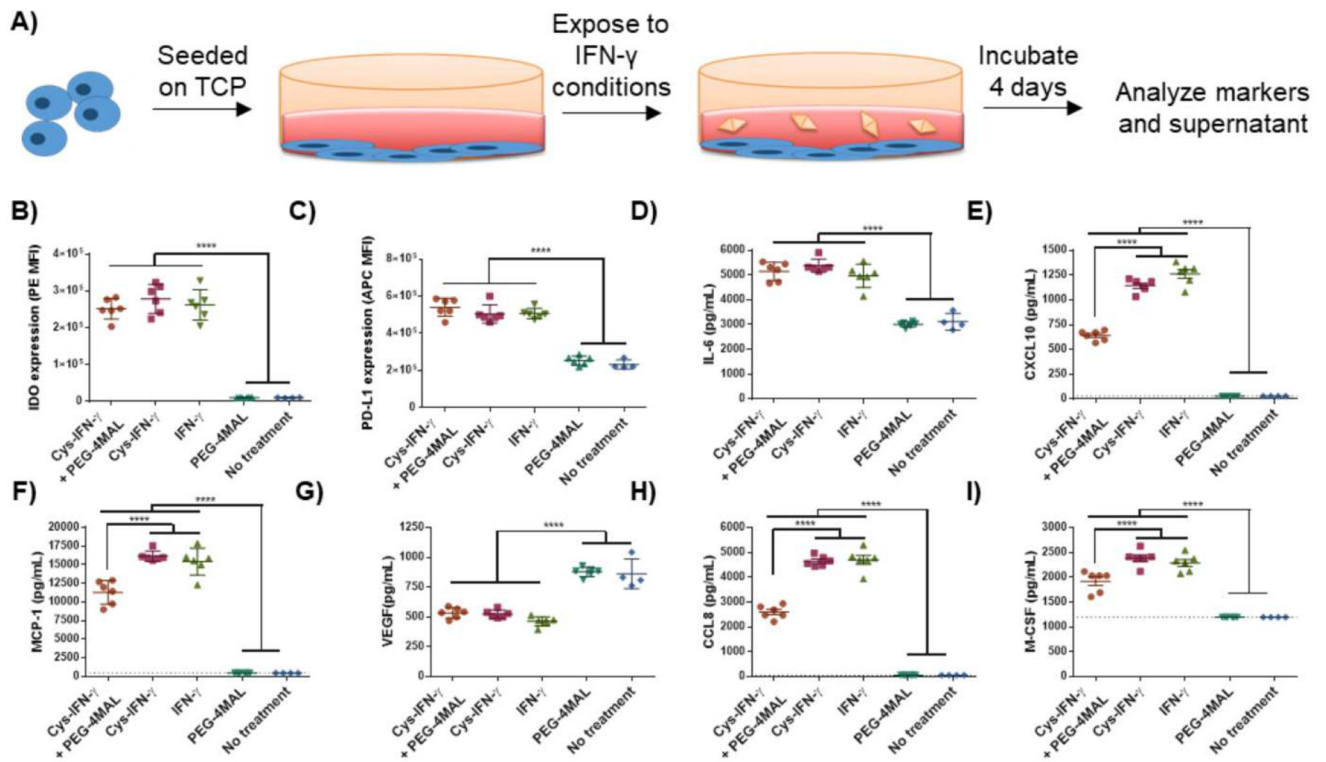 A)
Seeded
on TCP
Expose to
IFN-γ
conditions
Incubate
4 days
Analyze markers
and supernatant
B)
IDO expression (PE MFI)
4×10⁵
3×10⁵
2×10⁵
1×10⁵
0
****
Cys-IFN-γ
+ PEG-4MAL
Cys-IFN-γ
IFN-γ
PEG-4MAL
No treatment
C)
PD-L1 expression (APC MFI)
8×10⁵
6×10⁵
4×10⁵
2×10⁵
0
****
Cys-IFN-γ
+ PEG-4MAL
Cys-IFN-γ
IFN-γ
PEG-4MAL
No treatment
D)
IL-6 (pg/mL)
6000
5000
4000
3000
2000
1000
0
****
Cys-IFN-γ
+ PEG-4MAL
Cys-IFN-γ
IFN-γ
PEG-4MAL
No treatment
E)
CXCL10 (pg/mL)
1500
1250
1000
750
500
250
0
****
****
Cys-IFN-γ
+ PEG-4MAL
Cys-IFN-γ
IFN-γ
PEG-4MAL
No treatment
F)
MCP-1 (pg/mL)
20000
17500
15000
12500
10000
7500
5000
2500
0
****
****
Cys-IFN-γ
+ PEG-4MAL
Cys-IFN-γ
IFN-γ
PEG-4MAL
No treatment
G)
VEGF(pg/mL)
1250
1000
750
500
250
0
****
Cys-IFN-γ
+ PEG-4MAL
Cys-IFN-γ
IFN-γ
PEG-4MAL
No treatment
H)
CCL8 (pg/mL)
6000
5000
4000
3000
2000
1000
0
****
****
Cys-IFN-γ
+ PEG-4MAL
Cys-IFN-γ
IFN-γ
PEG-4MAL
No treatment
I)
M-CSF (pg/mL)
3000
2500
2000
1500
1000
500
0
****
****
Cys-IFN-γ
+ PEG-4MAL
Cys-IFN-γ
IFN-γ
PEG-4MAL
No treatment